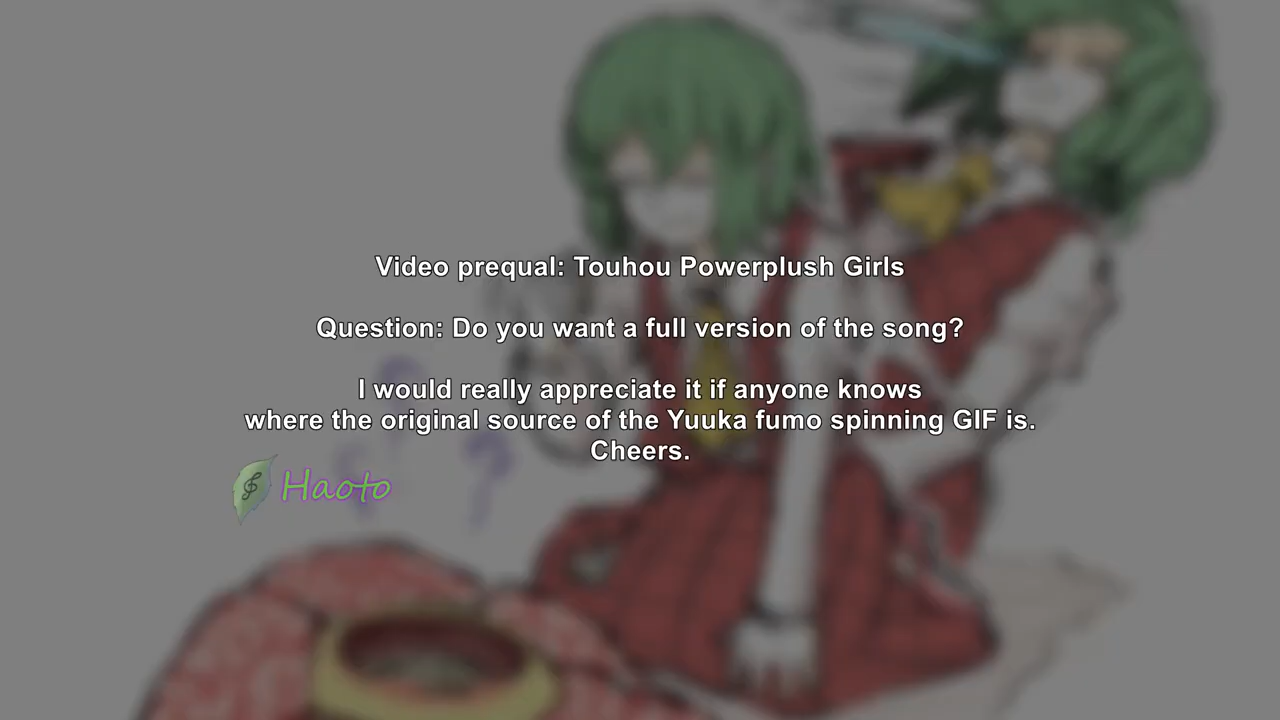 Video prequal: Touhou Powerplush Girls
Question: Do you want a full version of the song?
I would really appreciate it if anyone knows
where the original source of the Yuuka fumo spinning GIF is.
Cheers.
Haoto